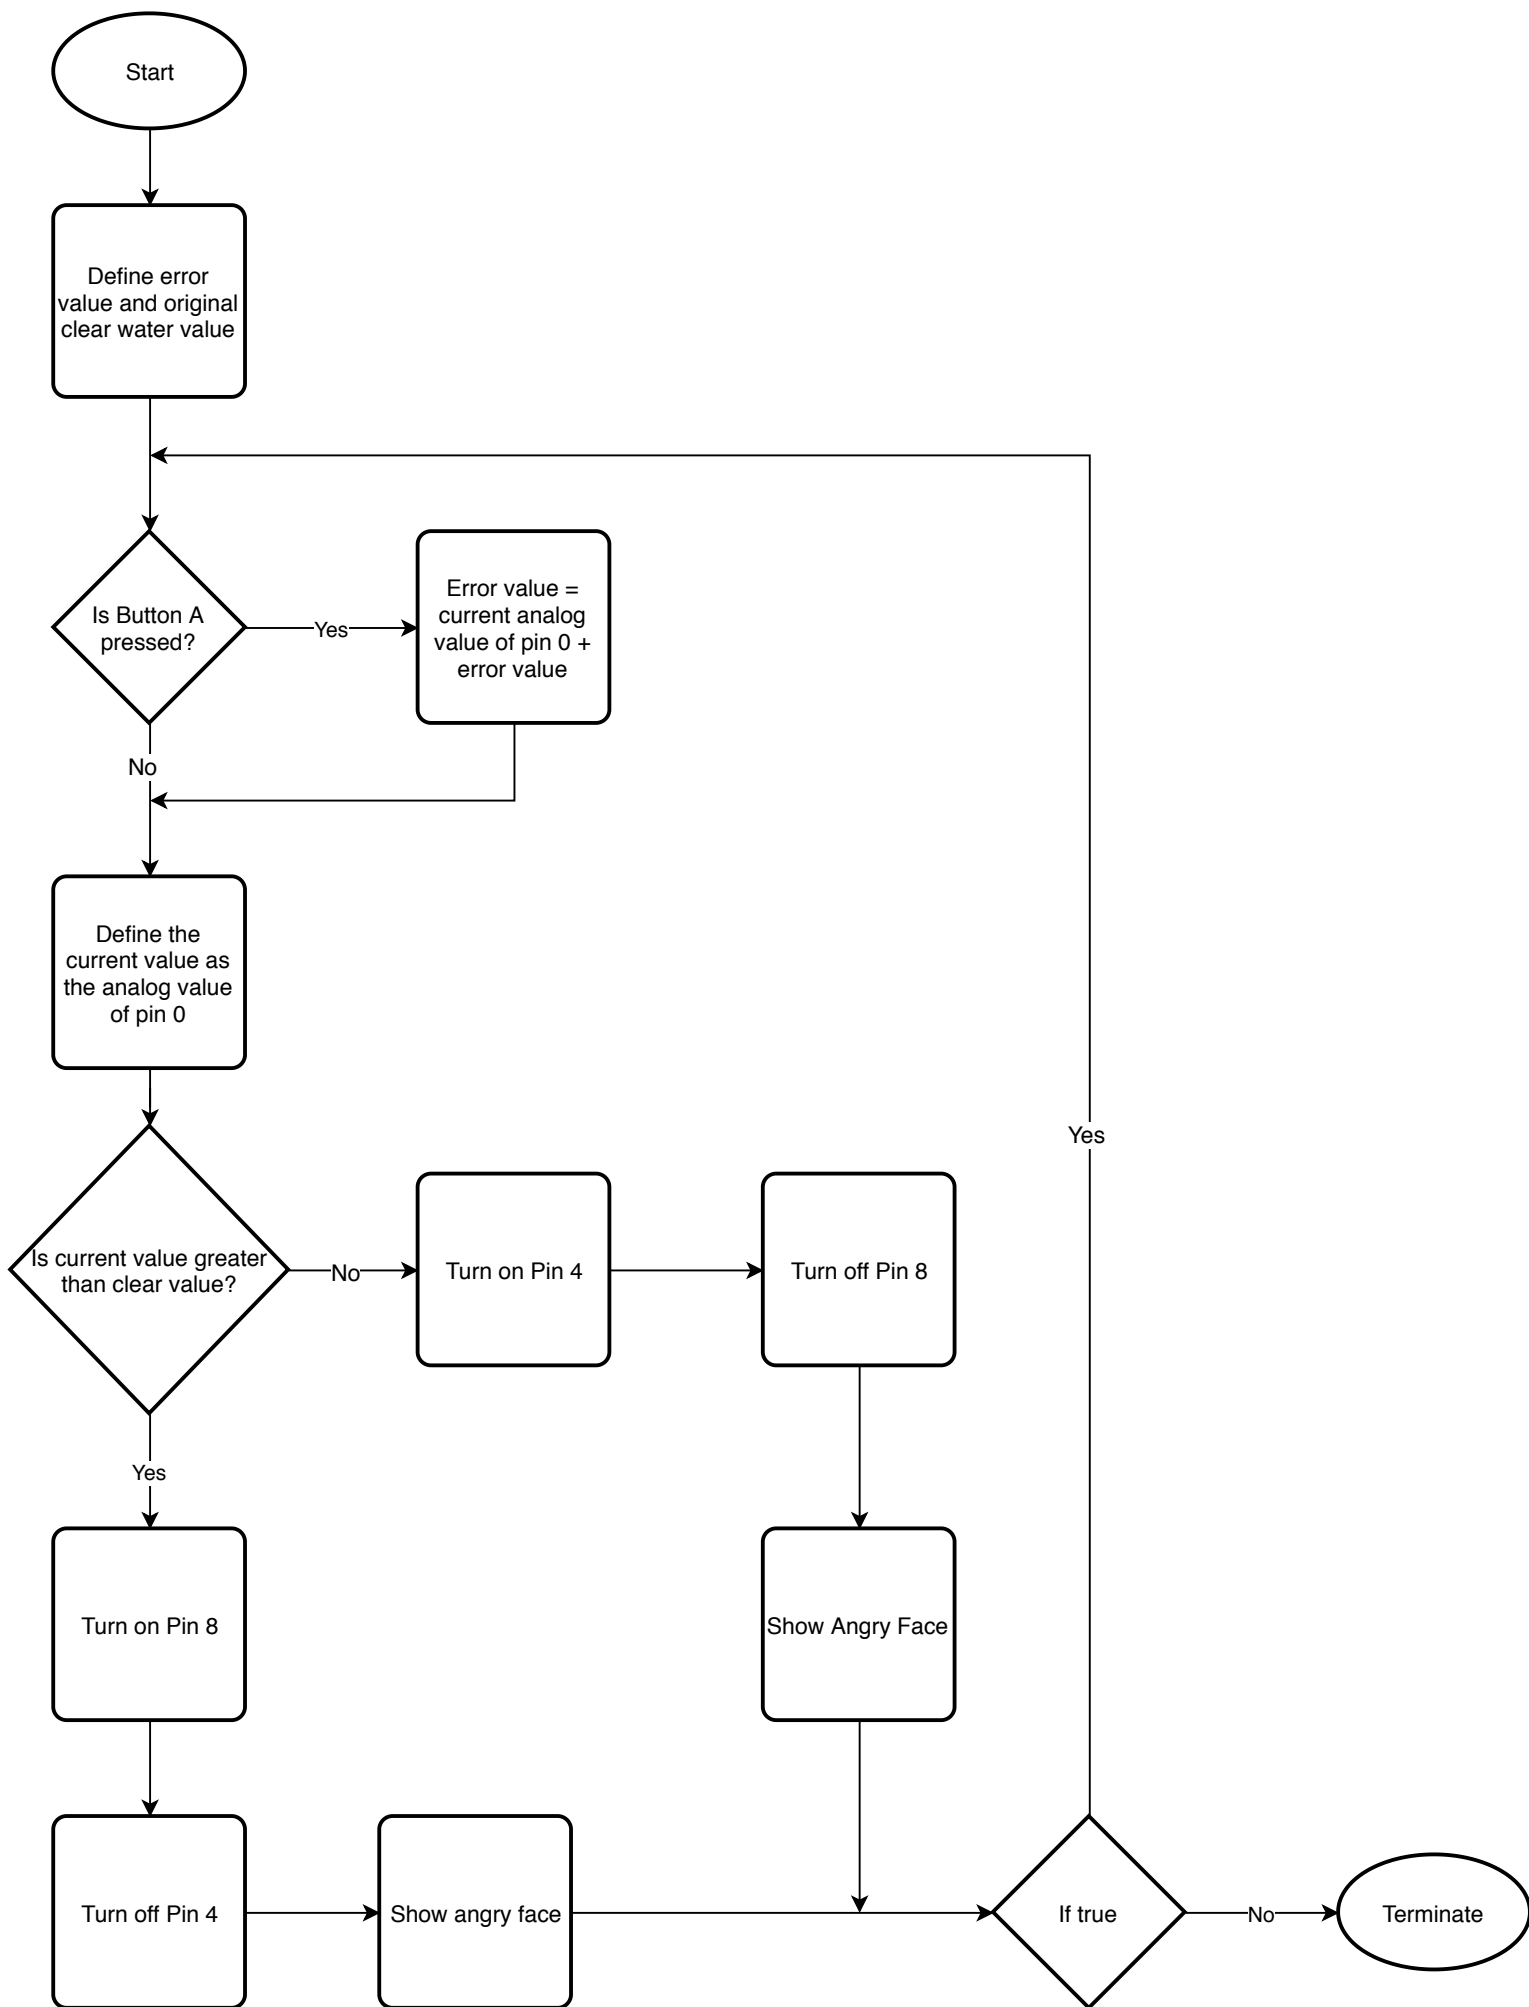 Start
Define error
value and original
clear water value
Is Button A
pressed?
Yes
Error value =
current analog
value of pin 0 +
error value
No
Define the
current value as
the analog value
of pin 0
Yes
Is current value greater
than clear value?
No
Turn on Pin 4
Turn off Pin 8
Yes
Turn on Pin 8
Show Angry Face
Turn off Pin 4
Show angry face
If true
No
Terminate